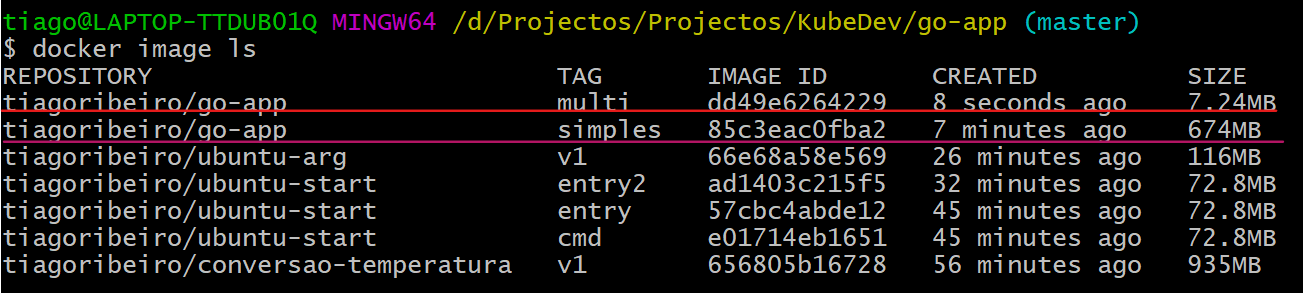 tiago@LAPTOP-TTDUB01Q MINGW64 /d/Projectos/Projectos/KubeDev/go-app (master)
$ docker image ls
REPOSITORY TAG IMAGE ID CREATED SIZE
tiagoribeiro/go-app multi dd49e6264229 8 seconds ago 7.24MB
tiagoribeiro/go-app simples 85c3eac0fba2 7 minutes ago 674MB
tiagoribeiro/ubuntu-arg v1 66e68a58e569 26 minutes ago 116MB
tiagoribeiro/ubuntu-start entry2 ad1403c215f5 32 minutes ago 72.8MB
tiagoribeiro/ubuntu-start entry 57cbc4abde12 45 minutes ago 72.8MB
tiagoribeiro/ubuntu-start cmd e01714eb1651 45 minutes ago 72.8MB
tiagoribeiro/conversao-temperatura v1 656805b16728 56 minutes ago 935MB